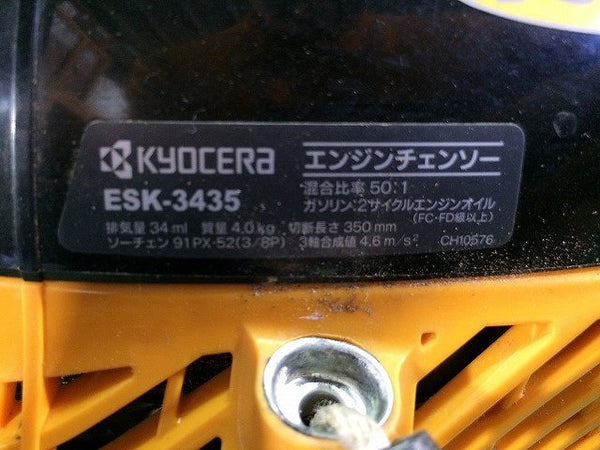 KYOCERA
エンジンチェンソー
ESK-3435
混合比率 50:1
ガソリン:2サイクルエンジンオイル
(FC・FD級以上)
排気量 34 ml 質量 4.0 kg 切断長さ 350 mm
ソーチェン 91PX-52(3/8P) 3軸合成値 4.6 m/s² CH10576